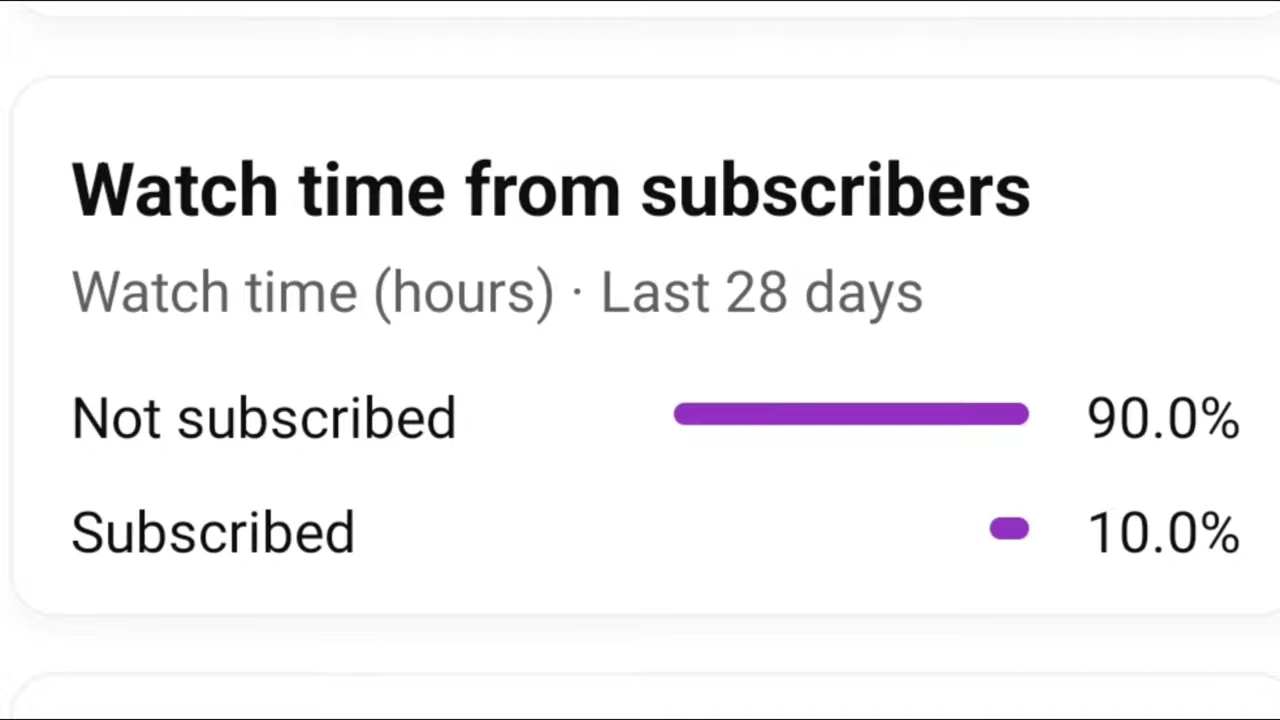 Watch time from subscribers
Watch time (hours) · Last 28 days
Not subscribed 90.0%
Subscribed 10.0%